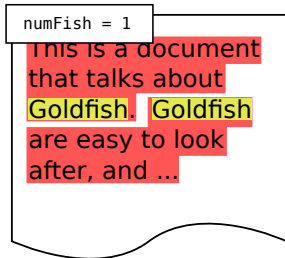 numFish = 1
This is a document
that talks about
Goldfish. Goldfish
are easy to look
after, and ...